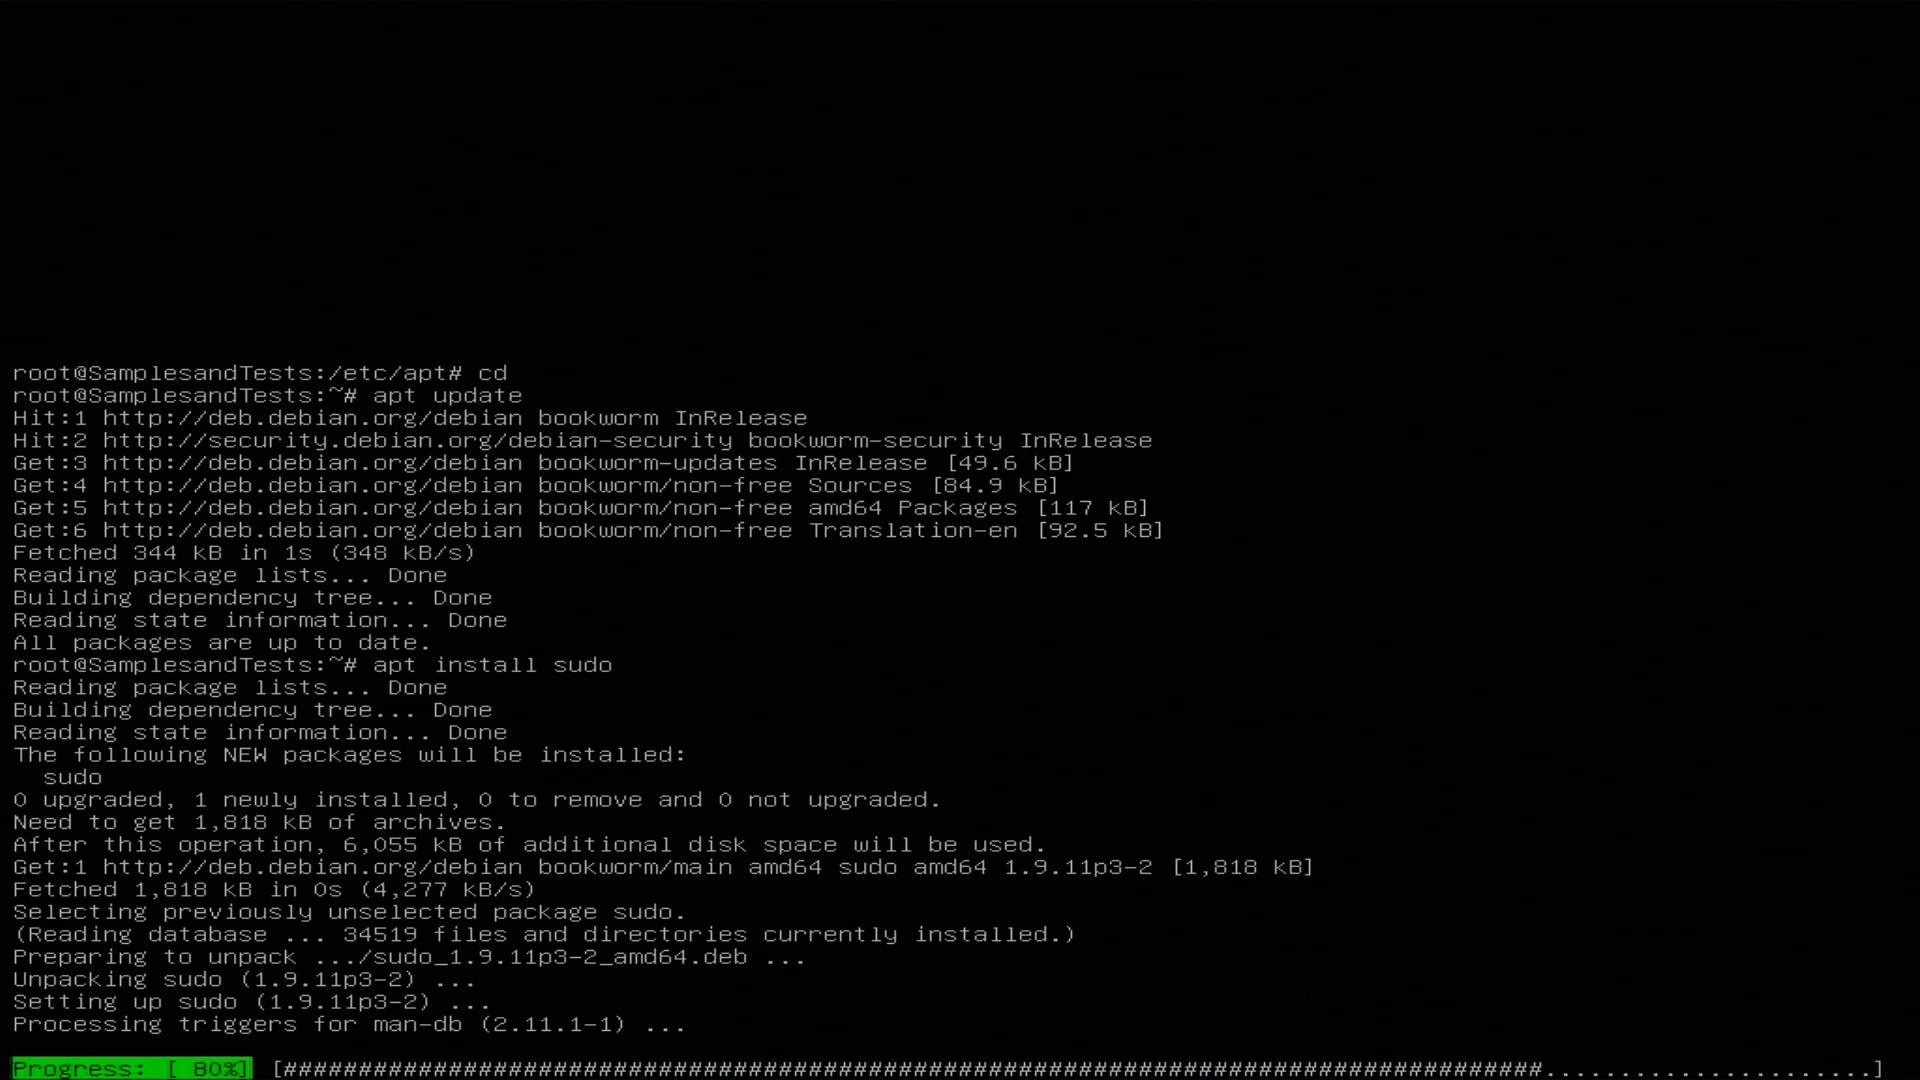 root@SamplesandTests:/etc/apt# cd
root@SamplesandTests:~# apt update
Hit:1 http://deb.debian.org/debian bookworm InRelease
Hit:2 http://security.debian.org/debian-security bookworm-security InRelease
Get:3 http://deb.debian.org/debian bookworm-updates InRelease [49.6 kB]
Get:4 http://deb.debian.org/debian bookworm/non-free Sources [84.9 kB]
Get:5 http://deb.debian.org/debian bookworm/non-free amd64 Packages [117 kB]
Get:6 http://deb.debian.org/debian bookworm/non-free Translation-en [92.5 kB]
Fetched 344 kB in 1s (348 kB/s)
Reading package lists... Done
Building dependency tree... Done
Reading state information... Done
All packages are up to date.
root@SamplesandTests:~# apt install sudo
Reading package lists... Done
Building dependency tree... Done
Reading state information... Done
The following NEW packages will be installed:
  sudo
0 upgraded, 1 newly installed, 0 to remove and 0 not upgraded.
Need to get 1,818 kB of archives.
After this operation, 6,055 kB of additional disk space will be used.
Get:1 http://deb.debian.org/debian bookworm/main amd64 sudo amd64 1.9.11p3-2 [1,818 kB]
Fetched 1,818 kB in 0s (4,277 kB/s)
Selecting previously unselected package sudo.
(Reading database ... 34519 files and directories currently installed.)
Preparing to unpack .../sudo_1.9.11p3-2_amd64.deb ...
Unpacking sudo (1.9.11p3-2) ...
Setting up sudo (1.9.11p3-2) ...
Processing triggers for man-db (2.11.1-1) ...
Progress: [ 80%] [####################################################################################......................]